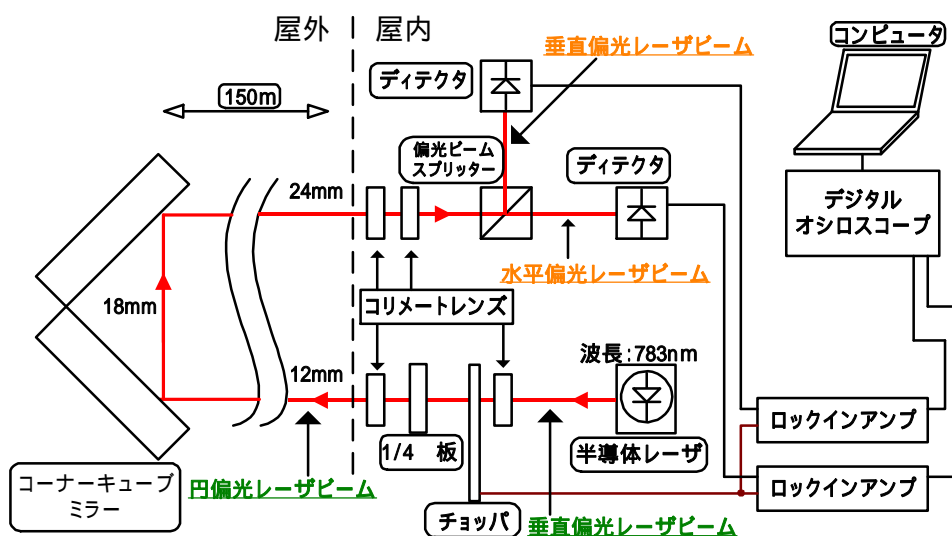 屋外
屋内
垂直偏光レーザビーム
コンピュータ
ディテクタ
150m
偏光ビーム
スプリッター
ディテクタ
24mm
デジタル
オシロスコープ
水平偏光レーザビーム
18mm
コリメートレンズ
12mm
波長:783nm
ロックインアンプ
1/4 板
半導体レーザ
コーナーキューブ
ミラー
円偏光レーザビーム
ロックインアンプ
チョッパ
垂直偏光レーザビーム